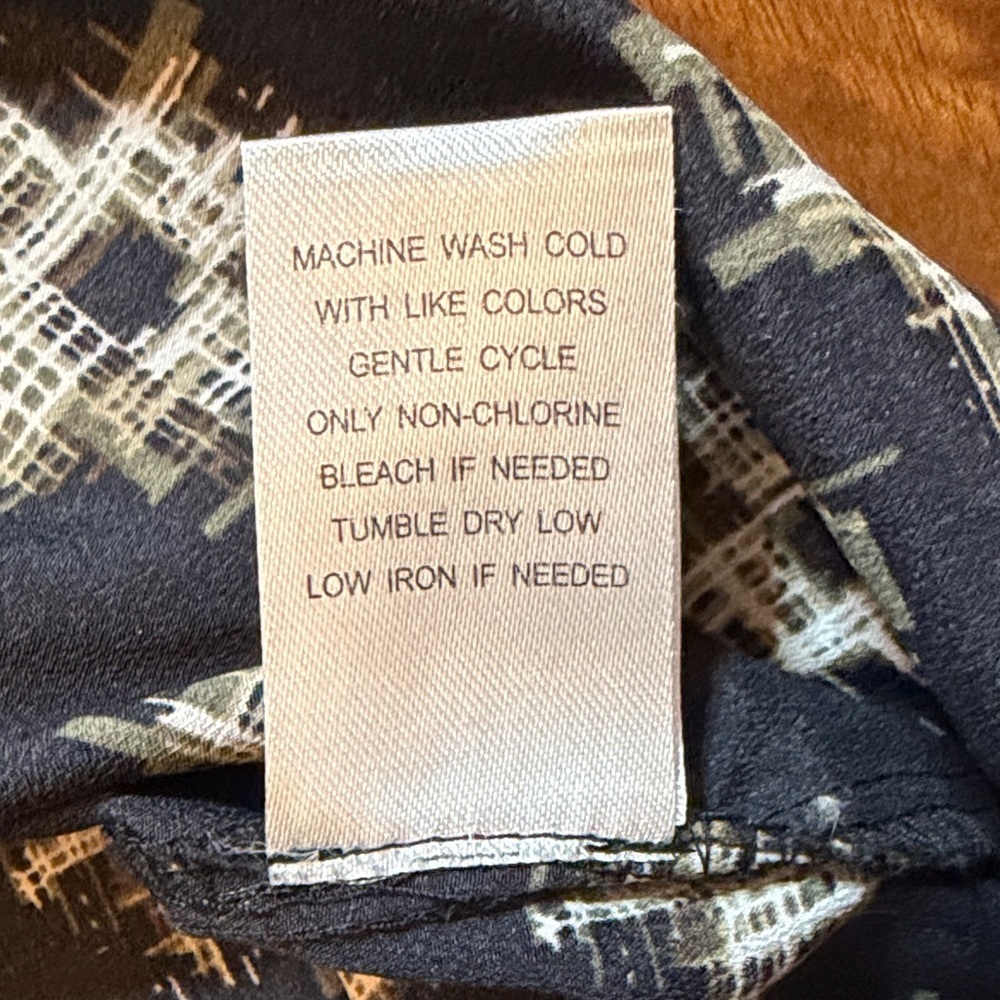 MACHINE WASH COLD
WITH LIKE COLORS
GENTLE CYCLE
ONLY NON-CHLORINE
BLEACH IF NEEDED
TUMBLE DRY LOW
LOW IRON IF NEEDED